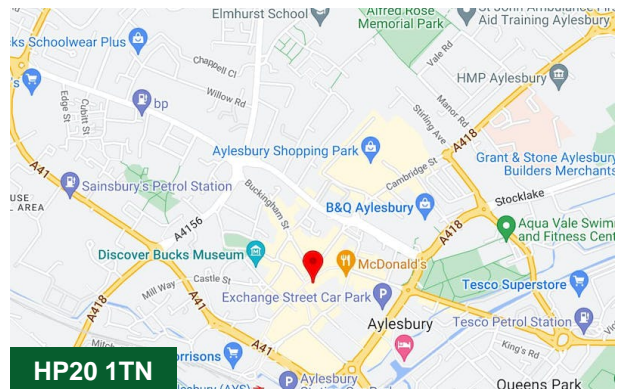 Elmhurst School
Alfred Rose
Memorial Park
Aid Training Aylesbury
cks Schoolwear Plus
Chappell Cl
Vale Rd
HMP Aylesbury
Willow Rd
Edge St
Cubitt St
bp
Stirling Ave
Manor Rd
A418
Aylesbury Shopping Park
Grant & Stone Aylesbury
Builders Merchants
A41
Cambridge St
Sainsbury's Petrol Station
Buckingham St
Stocklake
B&Q Aylesbury
A4156
A418
Aqua Vale Swim
and Fitness Cent
Discover Bucks Museum
McDonald's
Castle St
Mill Way
Tesco Superstore
Exchange Street Car Park
P
A418
A41
Aylesbury
Tesco Petrol Station
King's Rd
A41
orrisons
HP20 1TN
P
Aylesbury
Queens Park